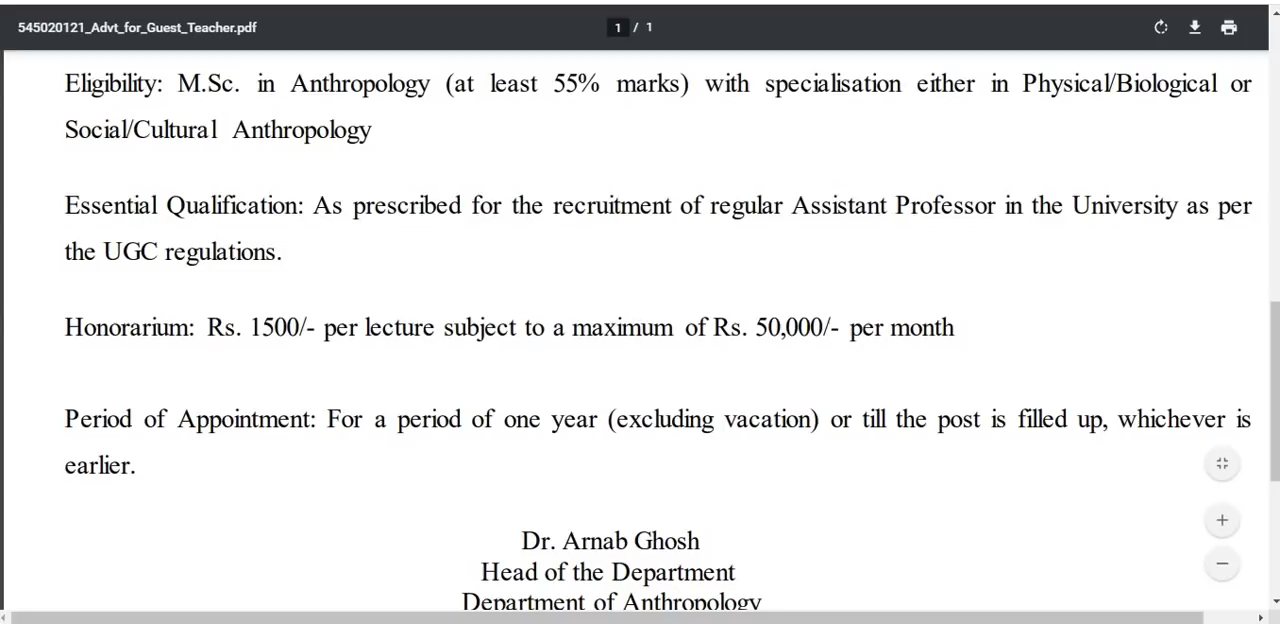 545020121_Advt_for_Guest_Teacher.pdf
1 / 1
Eligibility: M.Sc. in Anthropology (at least 55% marks) with specialisation either in Physical/Biological or
Social/Cultural Anthropology
Essential Qualification: As prescribed for the recruitment of regular Assistant Professor in the University as per
the UGC regulations.
Honorarium: Rs. 1500/- per lecture subject to a maximum of Rs. 50,000/- per month
Period of Appointment: For a period of one year (excluding vacation) or till the post is filled up, whichever is
earlier.
Dr. Arnab Ghosh
Head of the Department
Department of Anthropology